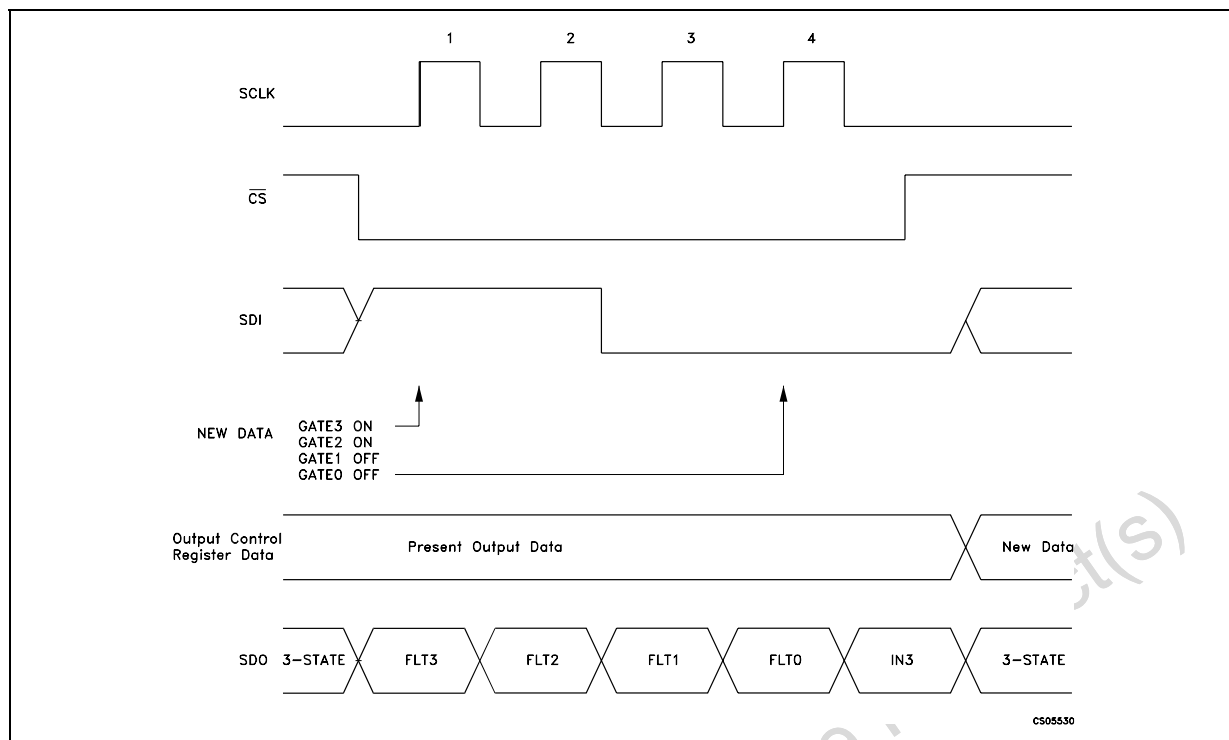 1 2 3 4
SCLK
CS
SDI
NEW DATA
GATE3 ON
GATE2 ON
GATE1 OFF
GATE0 OFF
Output Control
Register Data
Present Output Data
New Data
SDO
3-STATE FLT3 FLT2 FLT1 FLT0 IN3 3-STATE
CS05530